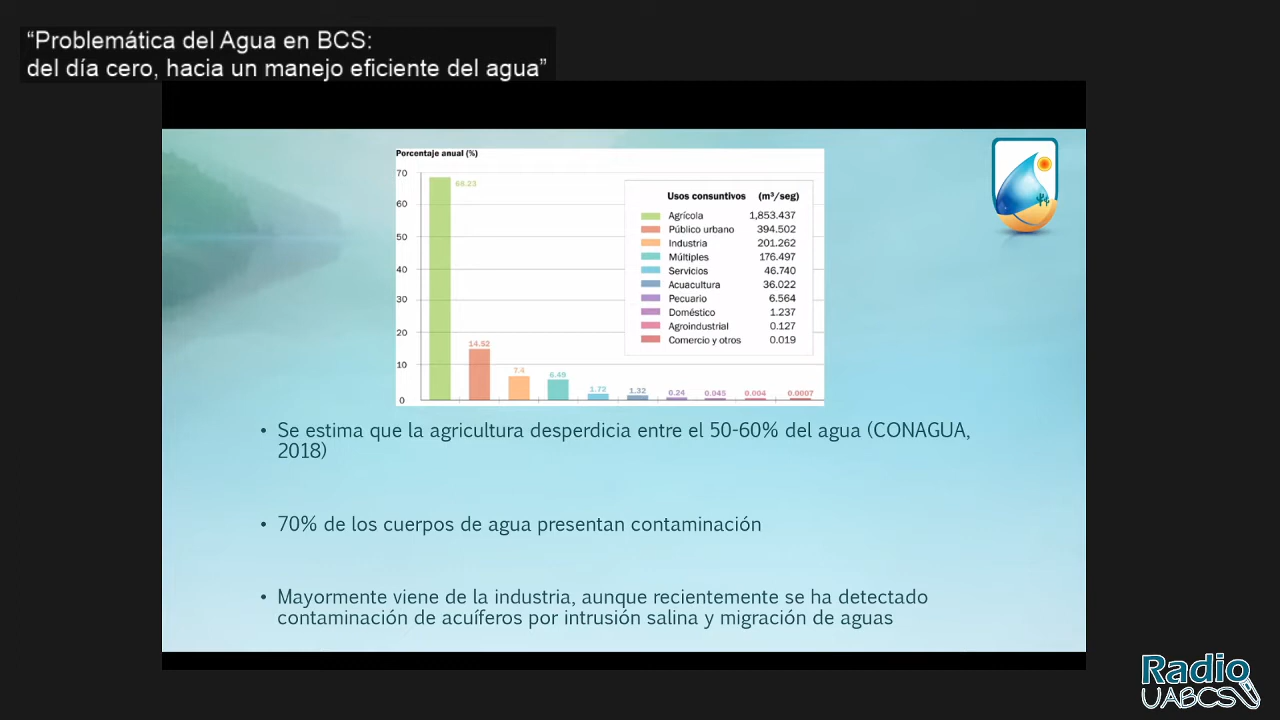 “Problemática del Agua en BCS:
del día cero, hacia un manejo eficiente del agua”
Porcentaje anual (%)
70
60
50
40
30
20
10
0
68.23
14.52
7.4
6.49
1.72
1.32
0.24
0.045
0.004
0.0007
Usos consuntivos (m³/seg)
Agrícola 1,853.437
Público urbano 394.502
Industria 201.262
Múltiples 176.497
Servicios 46.740
Acuacultura 36.022
Pecuario 6.564
Doméstico 1.237
Agroindustrial 0.127
Comercio y otros 0.019
• Se estima que la agricultura desperdicia entre el 50-60% del agua (CONAGUA,
2018)
• 70% de los cuerpos de agua presentan contaminación
• Mayormente viene de la industria, aunque recientemente se ha detectado
contaminación de acuíferos por intrusión salina y migración de aguas
Radio
UABCS